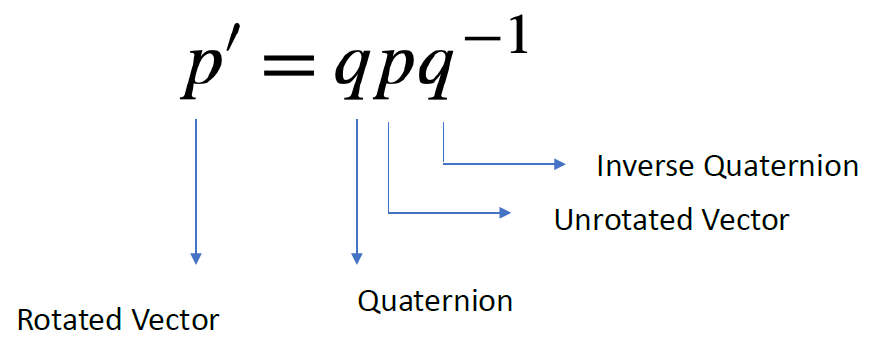 p′ = qpq⁻¹
Inverse Quaternion
Unrotated Vector
Quaternion
Rotated Vector